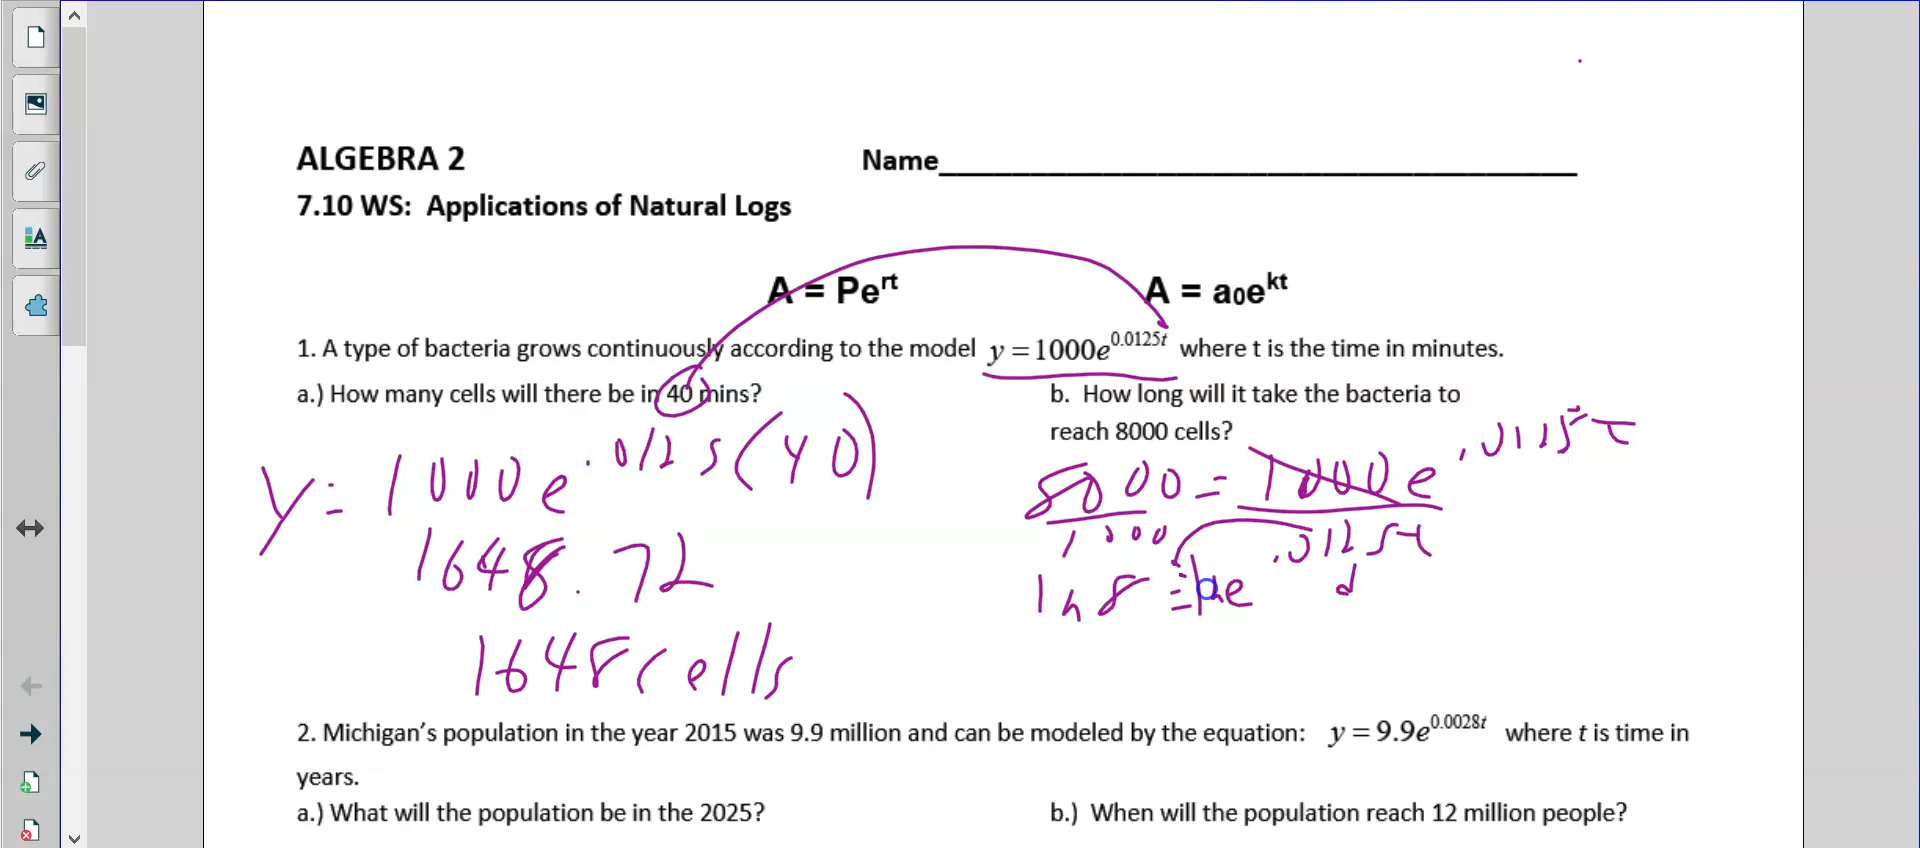 ALGEBRA 2 Name____________________
7.10 WS: Applications of Natural Logs
A = Pe^rt A = a₀e^kt
1. A type of bacteria grows continuously according to the model y = 1000e^0.0125t where t is the time in minutes.
a.) How many cells will there be in 40 mins? b. How long will it take the bacteria to
reach 8000 cells?
y = 1000e^.0125(40)
1648.72
1648 cells
8000 = 1000e^.0125t
1000
ln 8 = lne^.0125t
2. Michigan's population in the year 2015 was 9.9 million and can be modeled by the equation: y = 9.9e^0.0028t where t is time in
years.
a.) What will the population be in the 2025? b.) When will the population reach 12 million people?